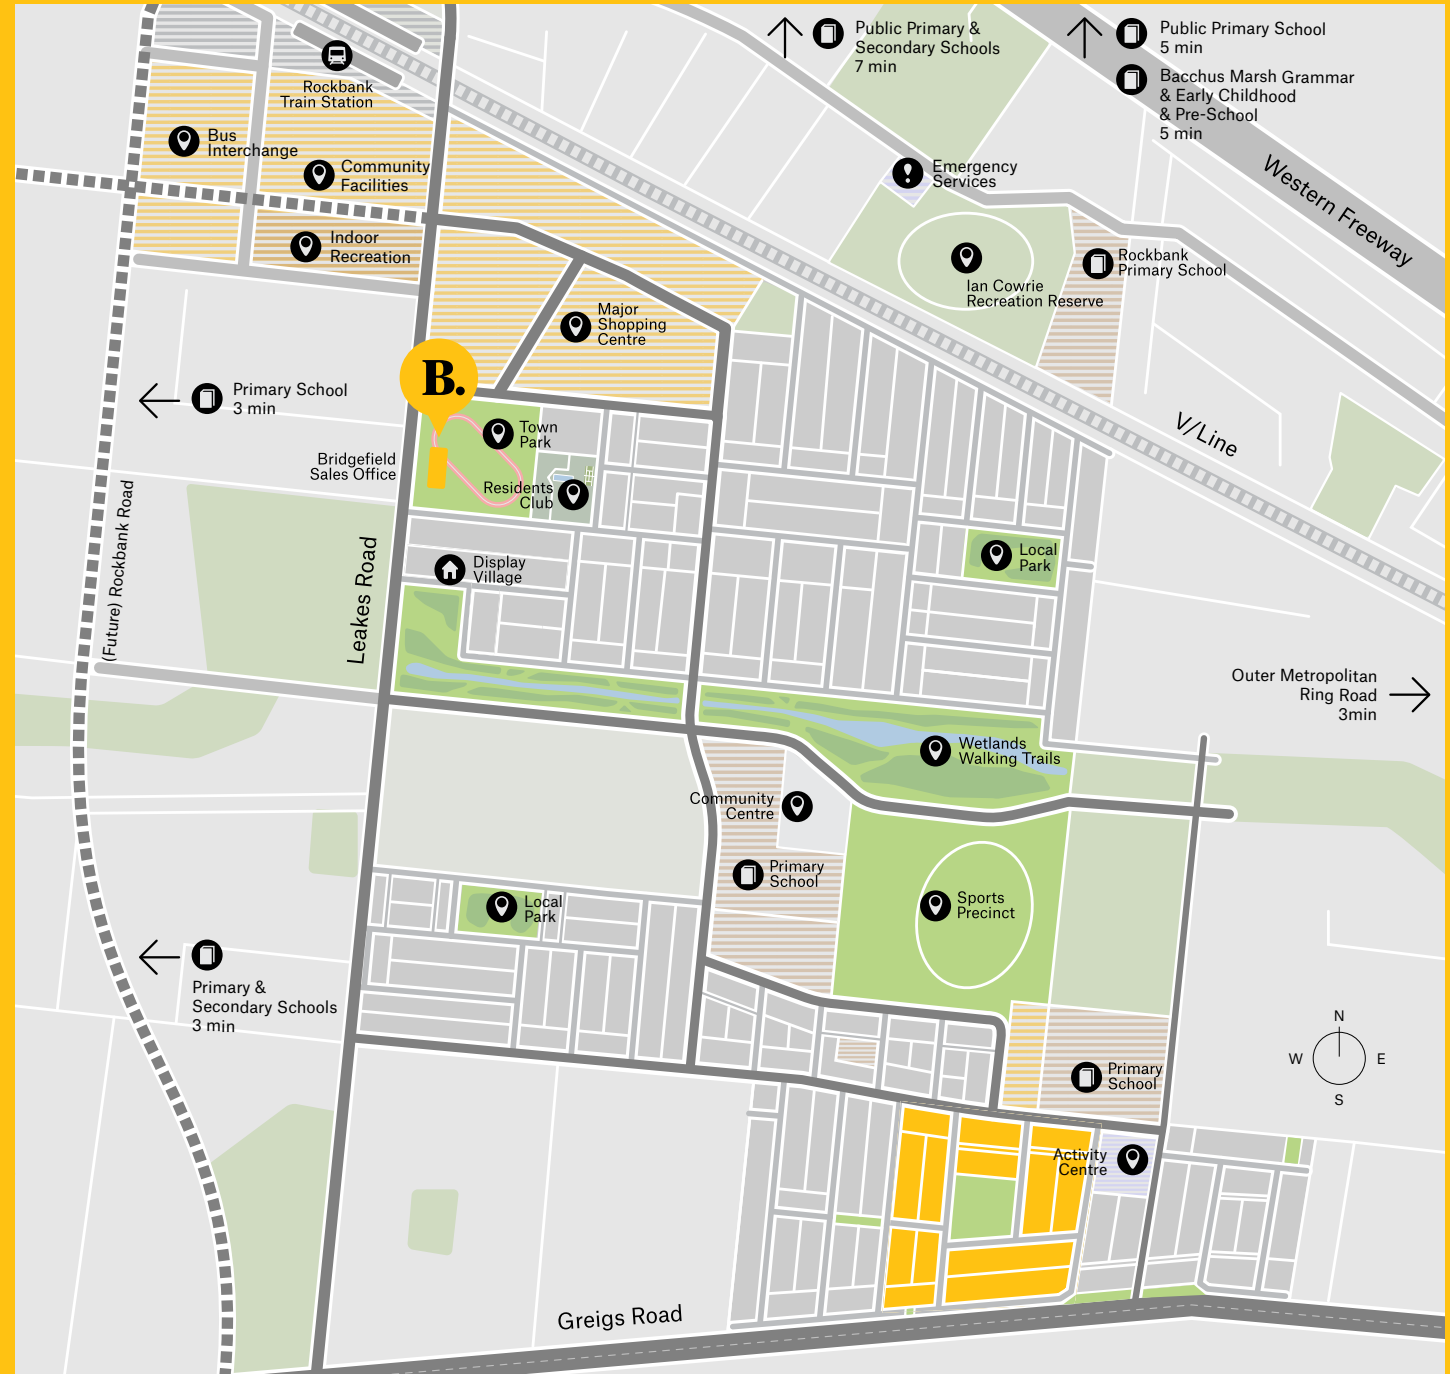 Public Primary &
Secondary Schools
7 min
Public Primary School
5 min
Bacchus Marsh Grammar
& Early Childhood
& Pre-School
5 min
Rockbank
Train Station
Bus
Interchange
Community
Facilities
Emergency
Services
Western Freeway
Indoor
Recreation
Rockbank
Primary School
Ian Cowrie
Recreation Reserve
Major
Shopping
Centre
B.
Primary School
3 min
Town
Park
V/Line
Bridgefield
Sales Office
Residents
Club
(Future) Rockbank Road
Leakes Road
Display
Village
Local
Park
Outer Metropolitan
Ring Road
3min
Wetlands
Walking Trails
Community
Centre
Primary
School
Sports
Precinct
Local
Park
Primary &
Secondary Schools
3 min
N
W
E
S
Primary
School
Activity
Centre
Greigs Road